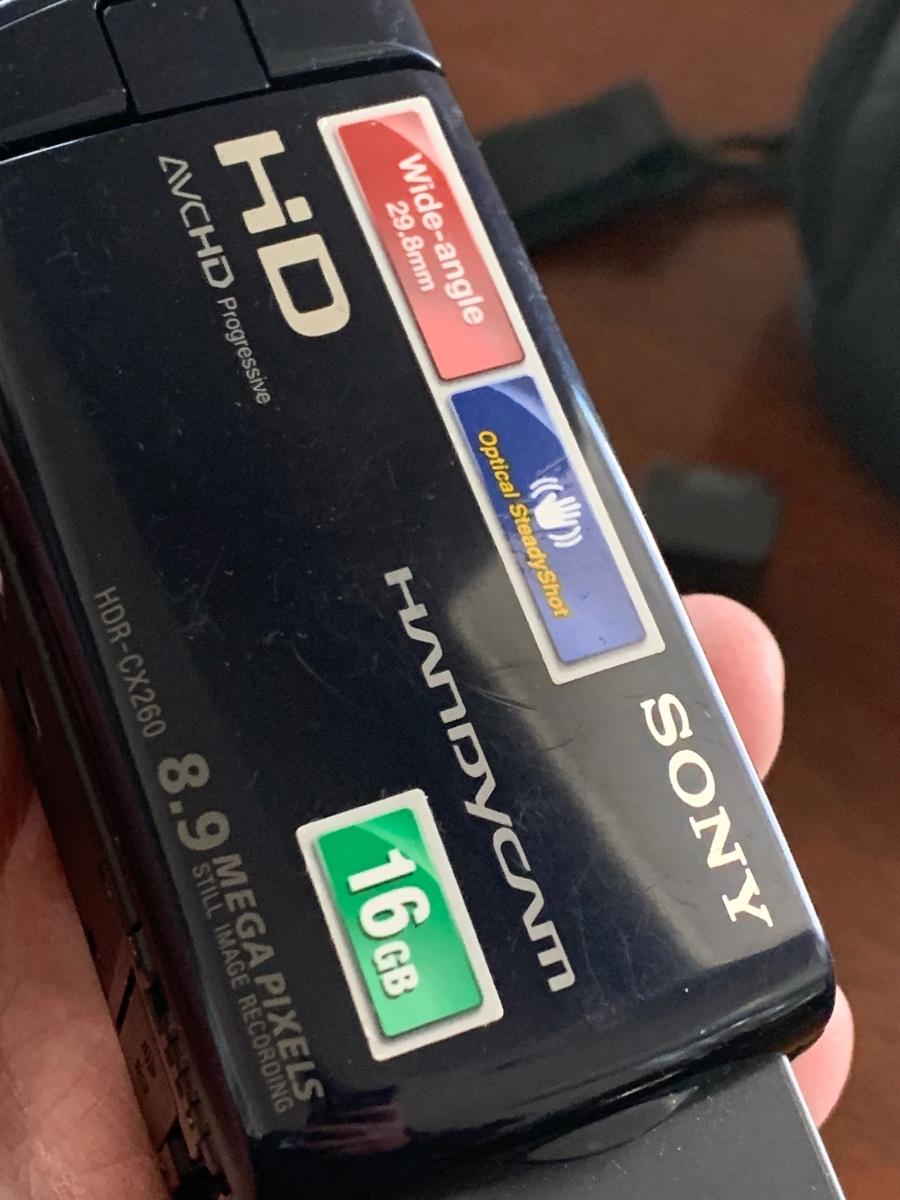 Wide-angle
29.8mm
HD
AVCHD Progressive
Optical SteadyShot
SONY
HANDYCAM
HDR-CX260
8.9 MEGA PIXELS
STILL IMAGE RECORDING
16GB